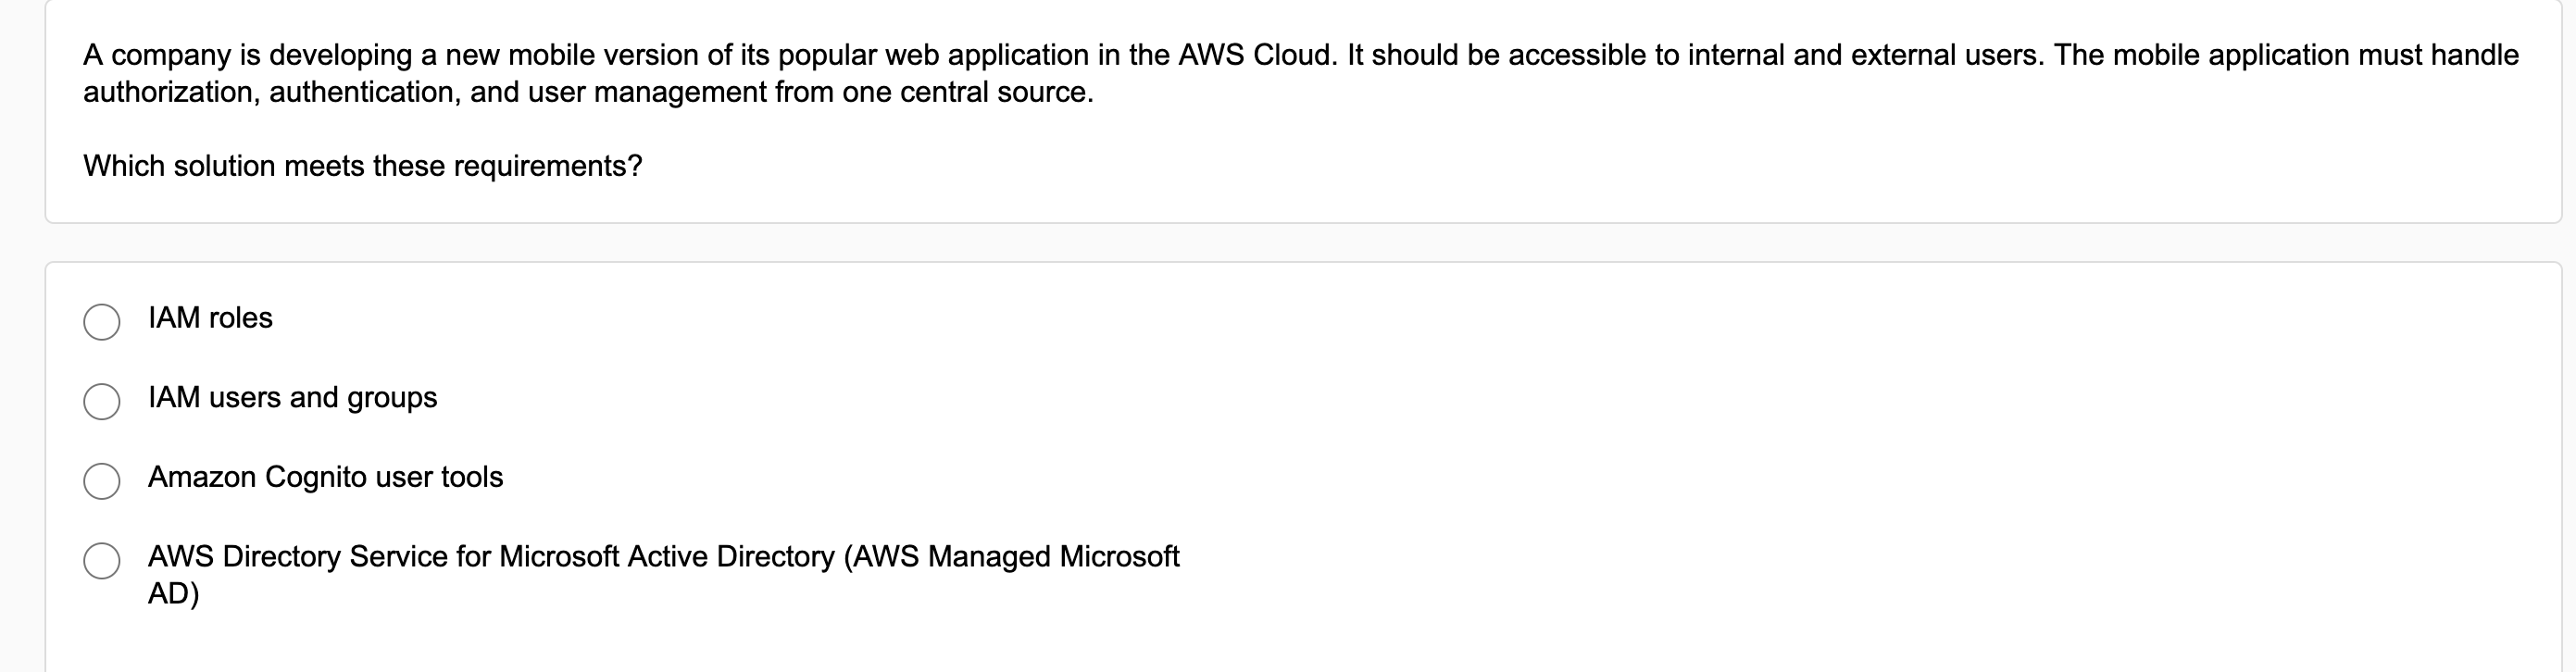 A company is developing a new mobile version of its popular web application in the AWS Cloud. It should be accessible to internal and external users. The mobile application must handle
authorization, authentication, and user management from one central source.
Which solution meets these requirements?
IAM roles
IAM users and groups
Amazon Cognito user tools
AWS Directory Service for Microsoft Active Directory (AWS Managed Microsoft
AD)